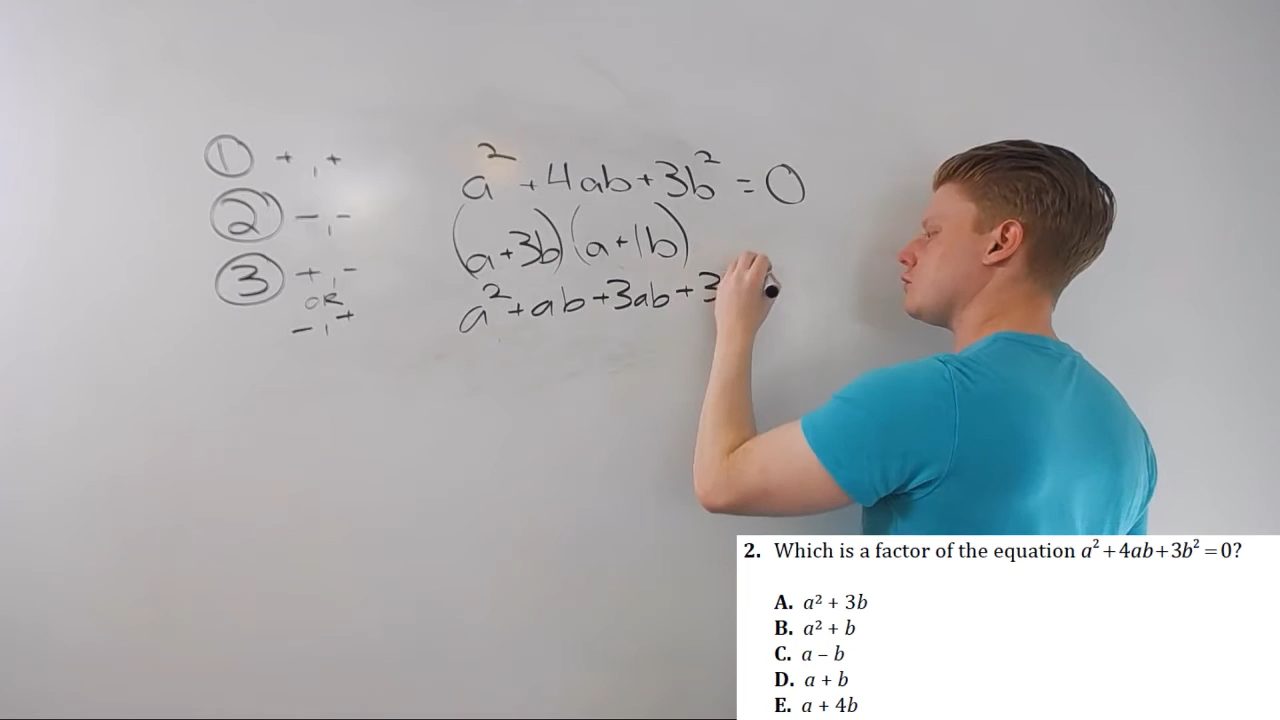 ① + , +
② - , -
③ + , -
OR
- , +
a² + 4ab + 3b² = 0
(a + 3b)(a + 1b)
a² + ab + 3ab + 3
2. Which is a factor of the equation a² + 4ab + 3b² = 0?
A. a² + 3b
B. a² + b
C. a – b
D. a + b
E. a + 4b